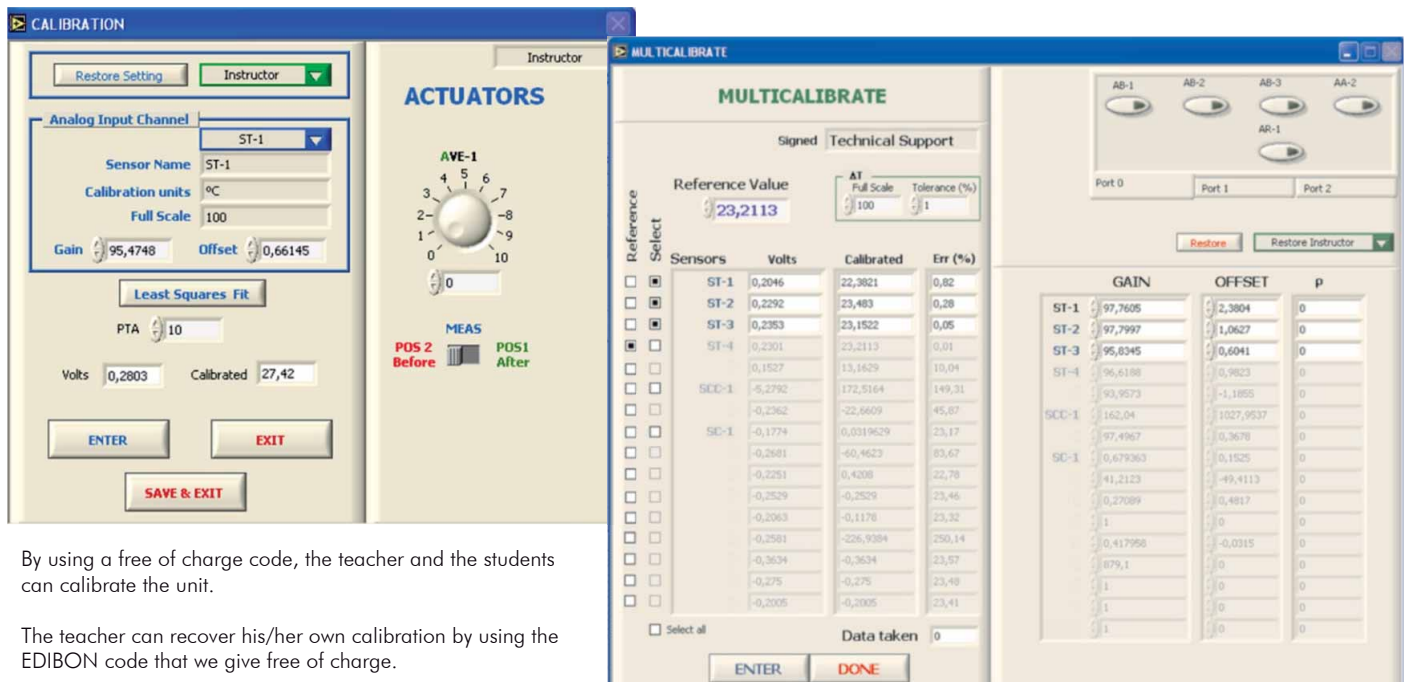 CALIBRATION
Restore Setting Instructor
Analog Input Channel
ST-1
Sensor Name ST-1
Calibration units ºC
Full Scale 100
Gain 95,4748 Offset 0,66145
Least Squares Fit
PTA 10
Volts 0,2803 Calibrated 27,42
ENTER EXIT
SAVE & EXIT
Instructor
ACTUATORS
AVE-1
0 1 2 3 4 5 6 7 8 9 10
0
MEAS
POS 2 POS1
Before After
By using a free of charge code, the teacher and the students
can calibrate the unit.
The teacher can recover his/her own calibration by using the
EDIBON code that we give free of charge.
MULTICALIBRATE
MULTICALIBRATE
Signed Technical Support
Reference Value
23,2113
ΔT
Full Scale Tolerance (%)
100 1
Reference
Select
Sensors Volts Calibrated Err (%)
ST-1 0,2046 22,3821 0,82
ST-2 0,2292 23,483 0,28
ST-3 0,2353 23,1522 0,05
ST-4 0,2301 23,2113 0,01
0,1527 13,1629 10,04
SCC-1 -5,2792 172,5164 149,31
-0,2362 -22,6609 45,87
SC-1 -0,1774 0,0319629 23,17
-0,2681 -60,4623 83,67
-0,2251 0,4208 22,78
-0,2529 -0,2529 23,46
-0,2063 -0,1178 23,32
-0,2581 -226,9384 250,14
-0,3634 -0,3634 23,57
-0,275 -0,275 23,48
-0,2005 -0,2005 23,41
Select all
Data taken 0
ENTER DONE
AB-1 AB-2 AB-3 AA-2
AR-1
Port 0 Port 1 Port 2
Restore Restore Instructor
GAIN OFFSET p
ST-1 97,7605 2,3804 0
ST-2 97,7997 1,0627 0
ST-3 95,8345 0,6041 0
ST-4 96,6188 0,9823 0
93,9573 -1,1855 0
SCC-1 162,04 1027,9537 0
97,4967 0,3678 0
SC-1 0,679363 0,1525 0
41,2123 -49,4113 0
0,27089 0,4817 0
1 0 0
0,417958 -0,0315 0
879,1 0 0
1 0 0
1 0 0
1 0 0